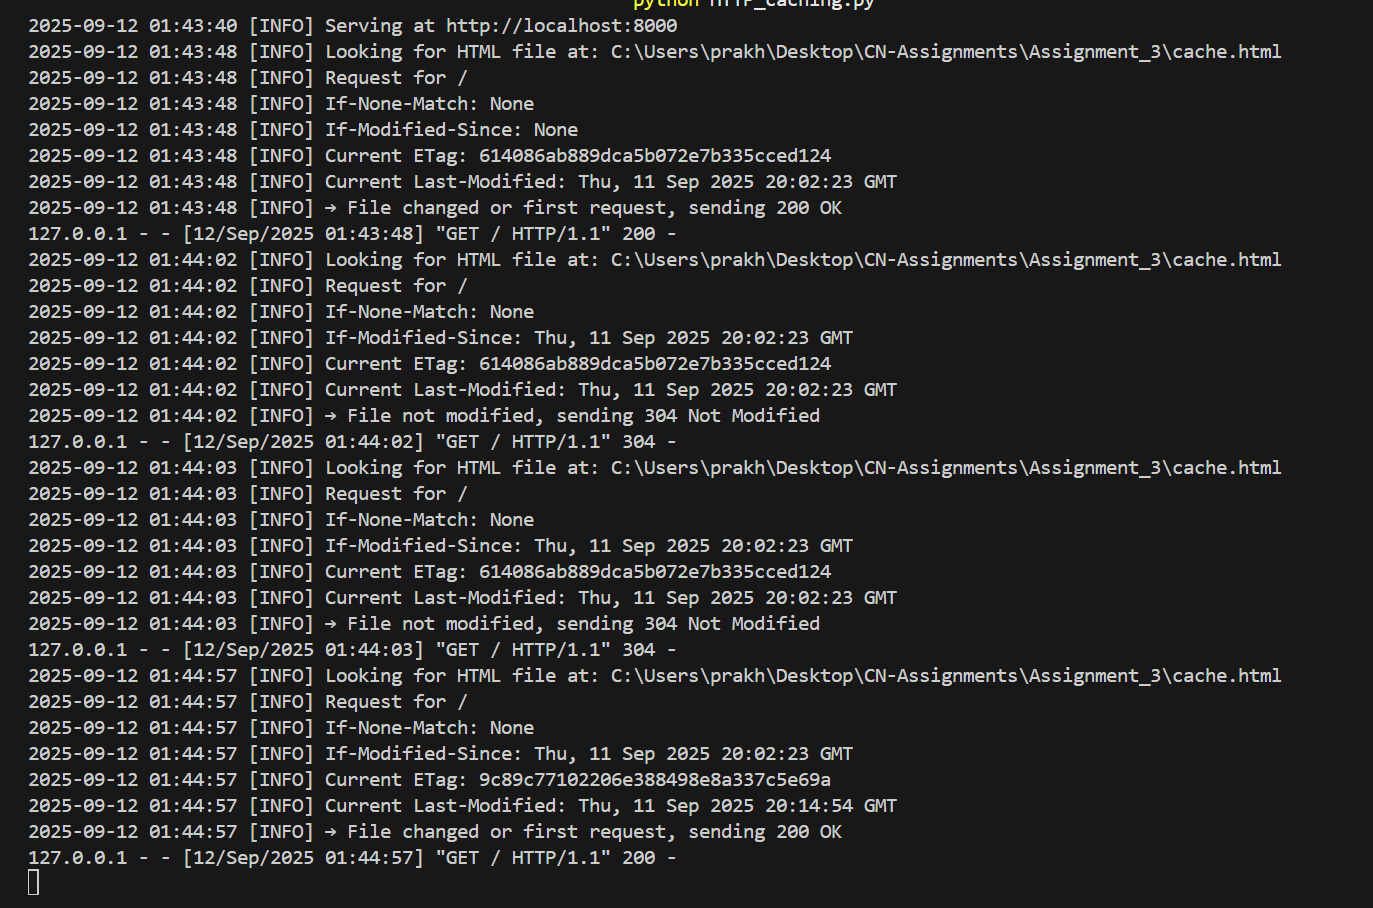 python HTTP_caching.py
2025-09-12 01:43:40 [INFO] Serving at http://localhost:8000
2025-09-12 01:43:48 [INFO] Looking for HTML file at: C:\Users\prakh\Desktop\CN-Assignments\Assignment_3\cache.html
2025-09-12 01:43:48 [INFO] Request for /
2025-09-12 01:43:48 [INFO] If-None-Match: None
2025-09-12 01:43:48 [INFO] If-Modified-Since: None
2025-09-12 01:43:48 [INFO] Current ETag: 614086ab889dca5b072e7b335cced124
2025-09-12 01:43:48 [INFO] Current Last-Modified: Thu, 11 Sep 2025 20:02:23 GMT
2025-09-12 01:43:48 [INFO] → File changed or first request, sending 200 OK
127.0.0.1 - - [12/Sep/2025 01:43:48] "GET / HTTP/1.1" 200 -
2025-09-12 01:44:02 [INFO] Looking for HTML file at: C:\Users\prakh\Desktop\CN-Assignments\Assignment_3\cache.html
2025-09-12 01:44:02 [INFO] Request for /
2025-09-12 01:44:02 [INFO] If-None-Match: None
2025-09-12 01:44:02 [INFO] If-Modified-Since: Thu, 11 Sep 2025 20:02:23 GMT
2025-09-12 01:44:02 [INFO] Current ETag: 614086ab889dca5b072e7b335cced124
2025-09-12 01:44:02 [INFO] Current Last-Modified: Thu, 11 Sep 2025 20:02:23 GMT
2025-09-12 01:44:02 [INFO] → File not modified, sending 304 Not Modified
127.0.0.1 - - [12/Sep/2025 01:44:02] "GET / HTTP/1.1" 304 -
2025-09-12 01:44:03 [INFO] Looking for HTML file at: C:\Users\prakh\Desktop\CN-Assignments\Assignment_3\cache.html
2025-09-12 01:44:03 [INFO] Request for /
2025-09-12 01:44:03 [INFO] If-None-Match: None
2025-09-12 01:44:03 [INFO] If-Modified-Since: Thu, 11 Sep 2025 20:02:23 GMT
2025-09-12 01:44:03 [INFO] Current ETag: 614086ab889dca5b072e7b335cced124
2025-09-12 01:44:03 [INFO] Current Last-Modified: Thu, 11 Sep 2025 20:02:23 GMT
2025-09-12 01:44:03 [INFO] → File not modified, sending 304 Not Modified
127.0.0.1 - - [12/Sep/2025 01:44:03] "GET / HTTP/1.1" 304 -
2025-09-12 01:44:57 [INFO] Looking for HTML file at: C:\Users\prakh\Desktop\CN-Assignments\Assignment_3\cache.html
2025-09-12 01:44:57 [INFO] Request for /
2025-09-12 01:44:57 [INFO] If-None-Match: None
2025-09-12 01:44:57 [INFO] If-Modified-Since: Thu, 11 Sep 2025 20:02:23 GMT
2025-09-12 01:44:57 [INFO] Current ETag: 9c89c77102206e388498e8a337c5e69a
2025-09-12 01:44:57 [INFO] Current Last-Modified: Thu, 11 Sep 2025 20:14:54 GMT
2025-09-12 01:44:57 [INFO] → File changed or first request, sending 200 OK
127.0.0.1 - - [12/Sep/2025 01:44:57] "GET / HTTP/1.1" 200 -